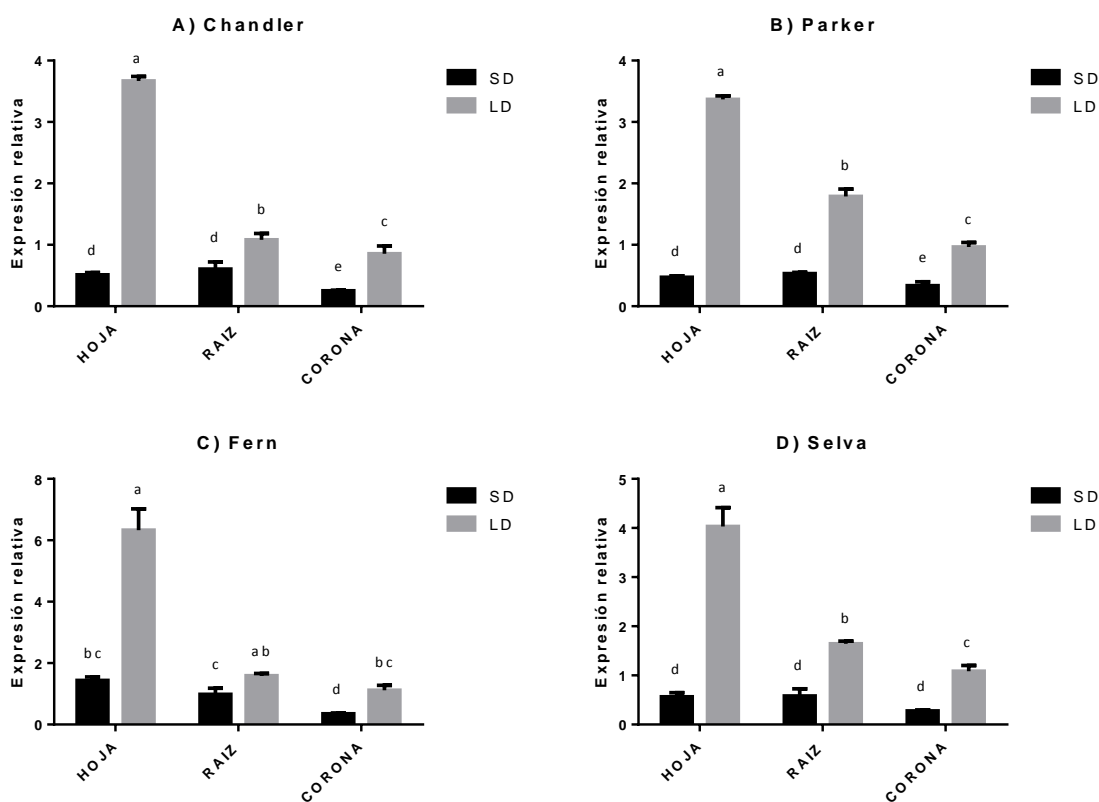 A) Chandler
Expresión relativa
4
3
2
1
0
d
a
d
b
e
c
HOJA
RAIZ
CORONA
SD
LD
B) Parker
Expresión relativa
4
3
2
1
0
d
a
d
b
e
c
HOJA
RAIZ
CORONA
SD
LD
C) Fern
Expresión relativa
8
6
4
2
0
bc
a
c
ab
d
bc
HOJA
RAIZ
CORONA
SD
LD
D) Selva
Expresión relativa
5
4
3
2
1
0
d
a
d
b
d
c
HOJA
RAIZ
CORONA
SD
LD